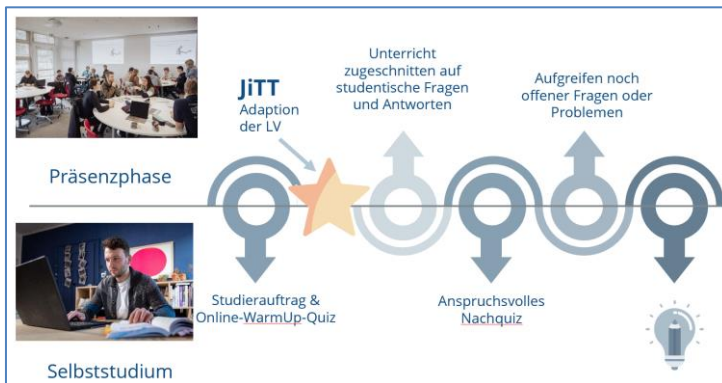 JiTT
Adaption
der LV
Unterricht
zugeschnitten auf
studentische Fragen
und Antworten
Aufgreifen noch
offener Fragen oder
Problemen
Präsenzphase
Studierauftrag &
Online-WarmUp-Quiz
Anspruchsvolles
Nachquiz
Selbststudium